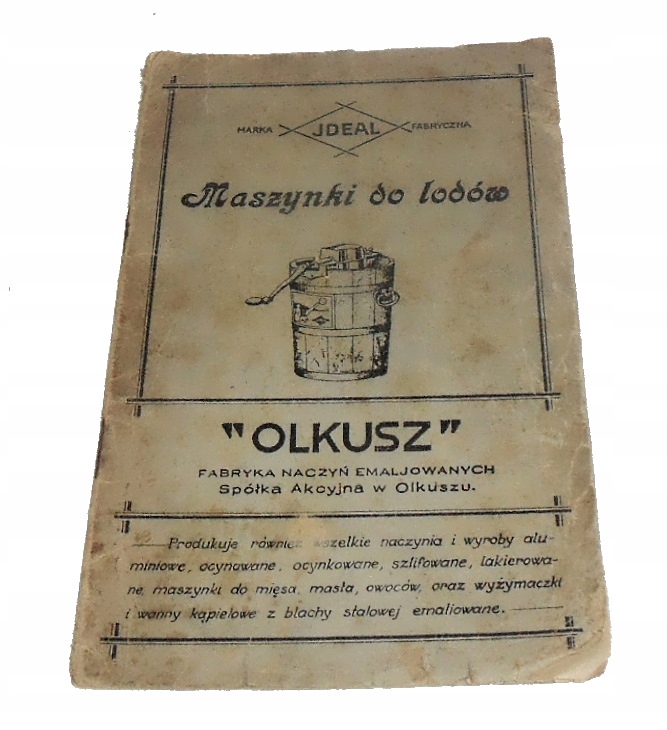 MARKA JDEAL FABRYCZNA
Maszynki do lodów
"OLKUSZ"
FABRYKA NACZYŃ EMALJOWANYCH
Spółka Akcyjna w Olkuszu.
Produkuje również wszelkie naczynia i wyroby alu-
miniowe, ocynowane, ocynkowane, szlifowane, lakierowa-
ne, maszynki do mięsa, masła, owoców, oraz wyżymaczki
i wanny kąpielowe z blachy stalowej emaliowane.